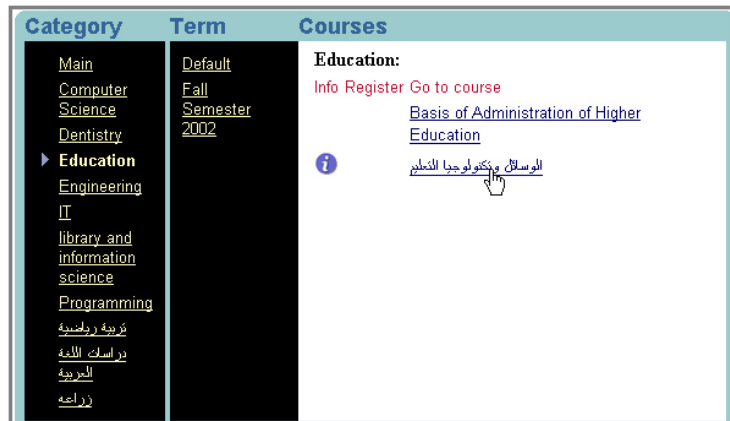 Category
Main
Computer
Science
Dentistry
Education
Engineering
IT
library and
information
science
Programming
تربية رياضية
دراسات اللغة
العربية
زراعه
Term
Default
Fall
Semester
2002
Courses
Education:
Info Register Go to course
Basis of Administration of Higher
Education
الوسائل وتكنولوجيا التعليم